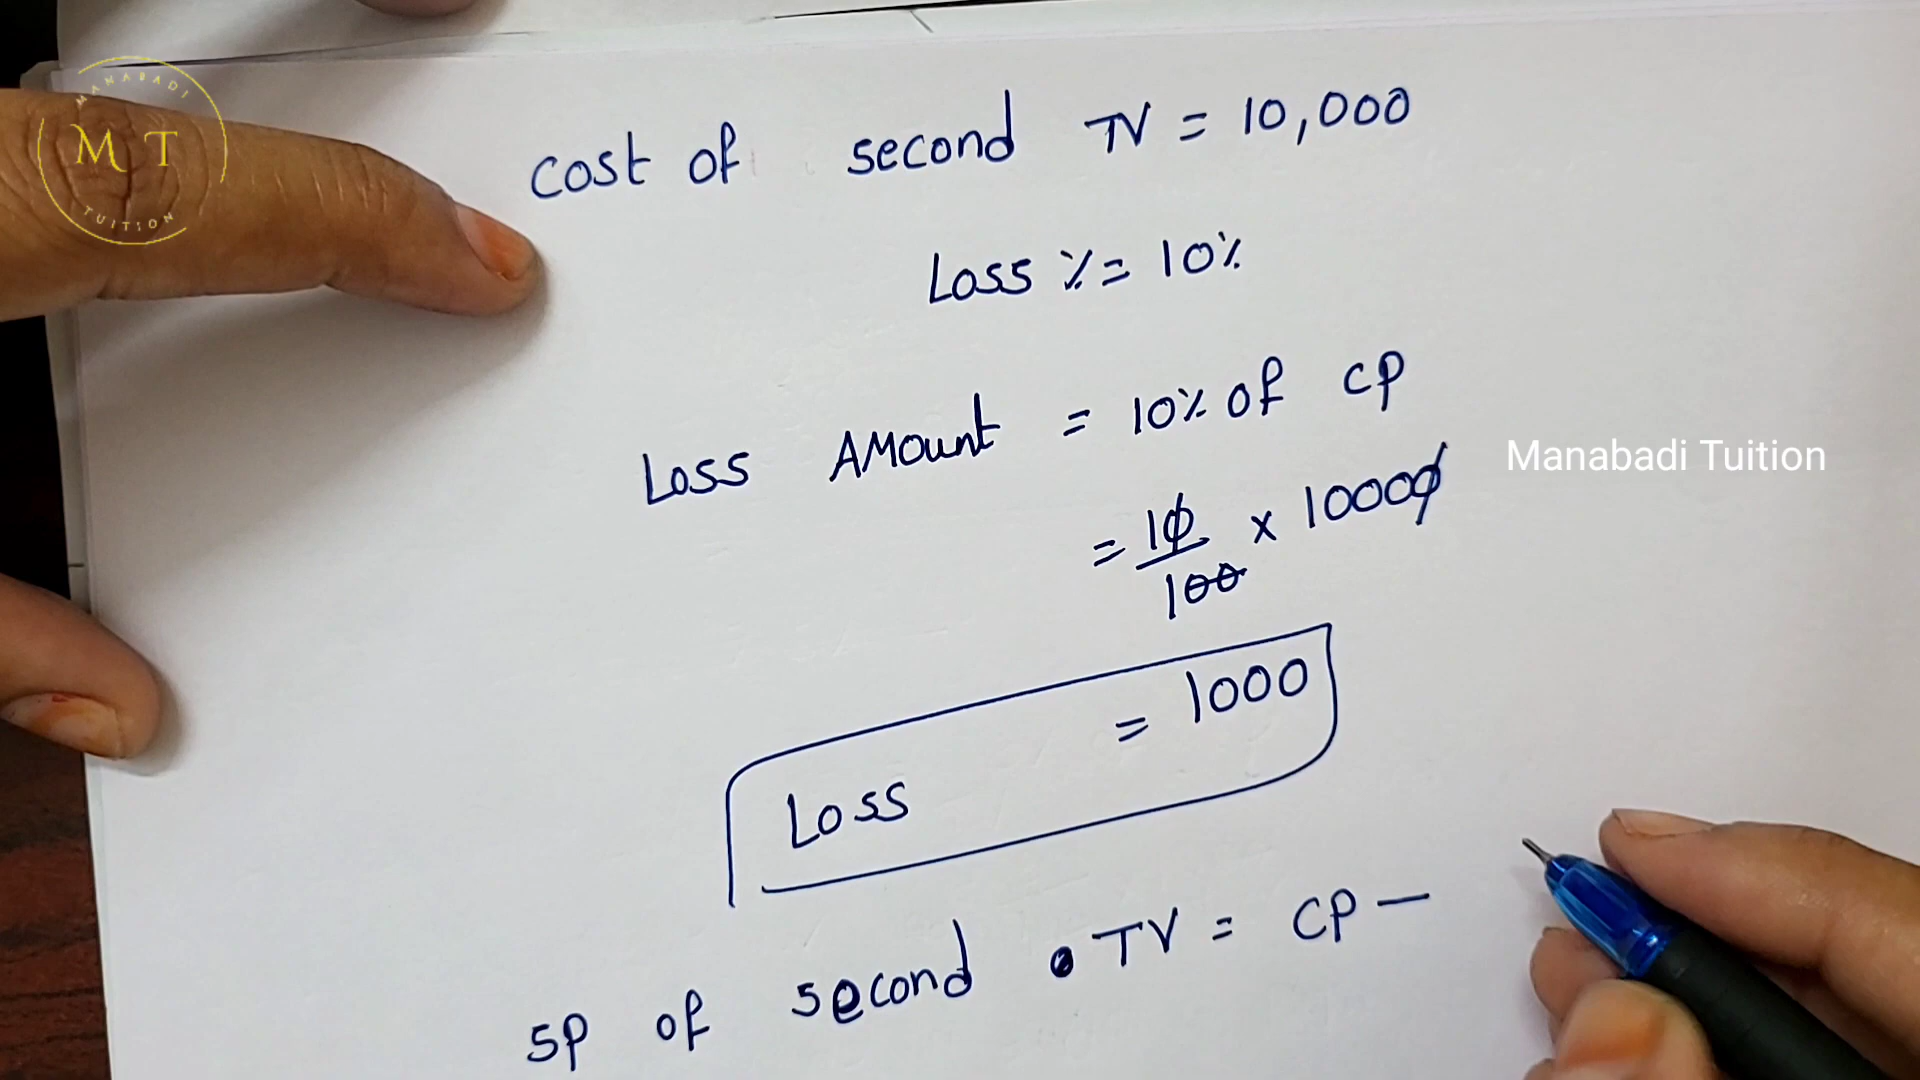 MANABADI
M T
TUITION
cost of second TV = 10,000
Loss % = 10%
Loss AMount = 10% of CP
Manabadi Tuition
= 10/100 x 10000
= 1000
Loss
SP of second TV = CP —